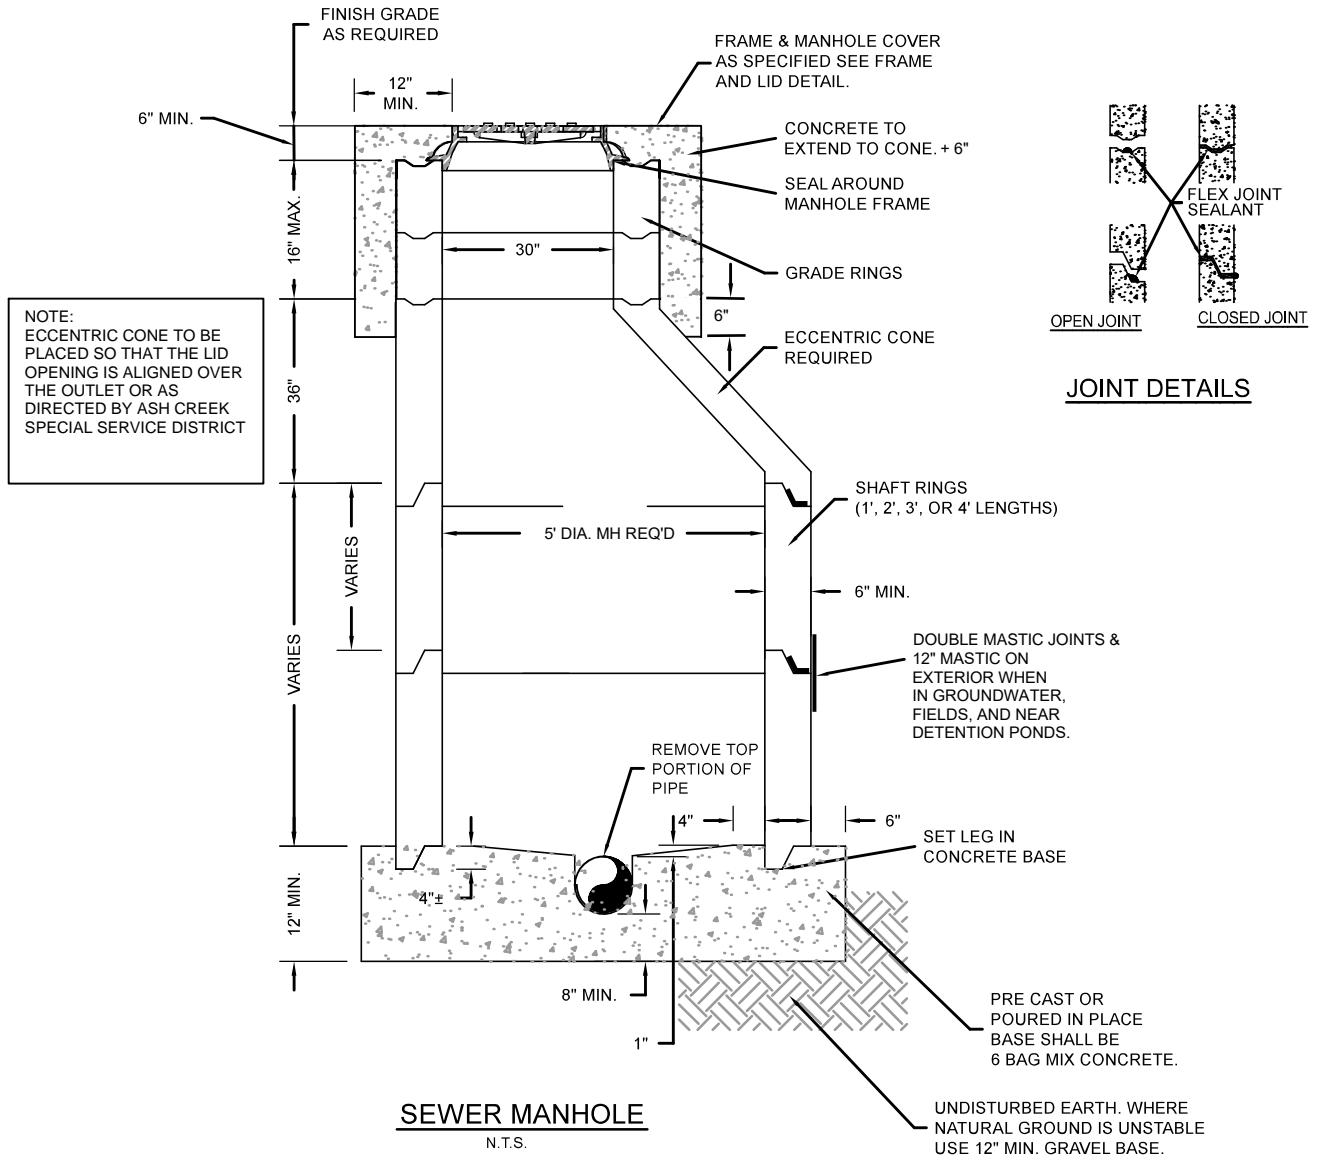 FINISH GRADE
AS REQUIRED
FRAME & MANHOLE COVER
AS SPECIFIED SEE FRAME
AND LID DETAIL.
12"
MIN.
6" MIN.
CONCRETE TO
EXTEND TO CONE. + 6"
SEAL AROUND
MANHOLE FRAME
FLEX JOINT
SEALANT
16" MAX.
30"
GRADE RINGS
6"
OPEN JOINT
CLOSED JOINT
NOTE:
ECCENTRIC CONE TO BE
PLACED SO THAT THE LID
OPENING IS ALIGNED OVER
THE OUTLET OR AS
DIRECTED BY ASH CREEK
SPECIAL SERVICE DISTRICT
36"
ECCENTRIC CONE
REQUIRED
JOINT DETAILS
SHAFT RINGS
(1', 2', 3', OR 4' LENGTHS)
5' DIA. MH REQ'D
VARIES
VARIES
6" MIN.
DOUBLE MASTIC JOINTS &
12" MASTIC ON
EXTERIOR WHEN
IN GROUNDWATER,
FIELDS, AND NEAR
DETENTION PONDS.
REMOVE TOP
PORTION OF
PIPE
4"
6"
SET LEG IN
CONCRETE BASE
12" MIN.
4"±
8" MIN.
1"
PRE CAST OR
POURED IN PLACE
BASE SHALL BE
6 BAG MIX CONCRETE.
SEWER MANHOLE
N.T.S.
UNDISTURBED EARTH. WHERE
NATURAL GROUND IS UNSTABLE
USE 12" MIN. GRAVEL BASE.